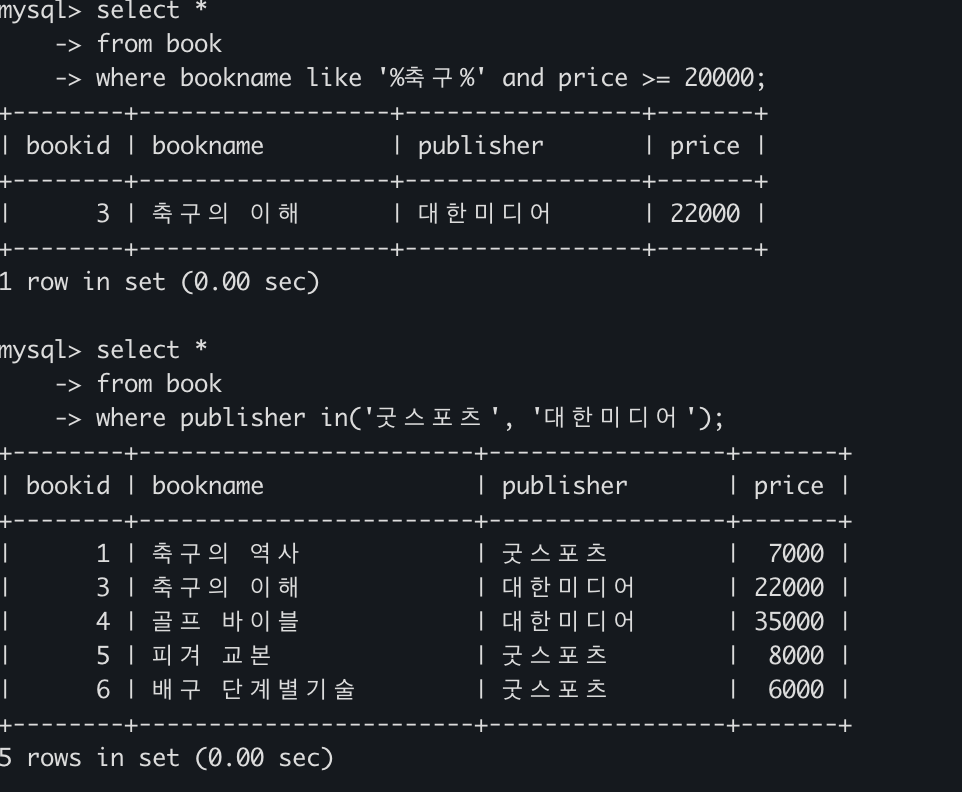 mysql> select *
    -> from book
    -> where bookname like '%축구%' and price >= 20000;
+--------+------------------+------------------+-------+
| bookid | bookname         | publisher        | price |
+--------+------------------+------------------+-------+
|      3 | 축구의 이해       | 대한미디어       | 22000 |
+--------+------------------+------------------+-------+
1 row in set (0.00 sec)

mysql> select *
    -> from book
    -> where publisher in('굿스포츠', '대한미디어');
+--------+------------------------+-----------------+-------+
| bookid | bookname               | publisher       | price |
+--------+------------------------+-----------------+-------+
|      1 | 축구의 역사             | 굿스포츠        |  7000 |
|      3 | 축구의 이해             | 대한미디어      | 22000 |
|      4 | 골프 바이블             | 대한미디어      | 35000 |
|      5 | 피겨 교본               | 굿스포츠        |  8000 |
|      6 | 배구 단계별기술         | 굿스포츠        |  6000 |
+--------+------------------------+-----------------+-------+
5 rows in set (0.00 sec)